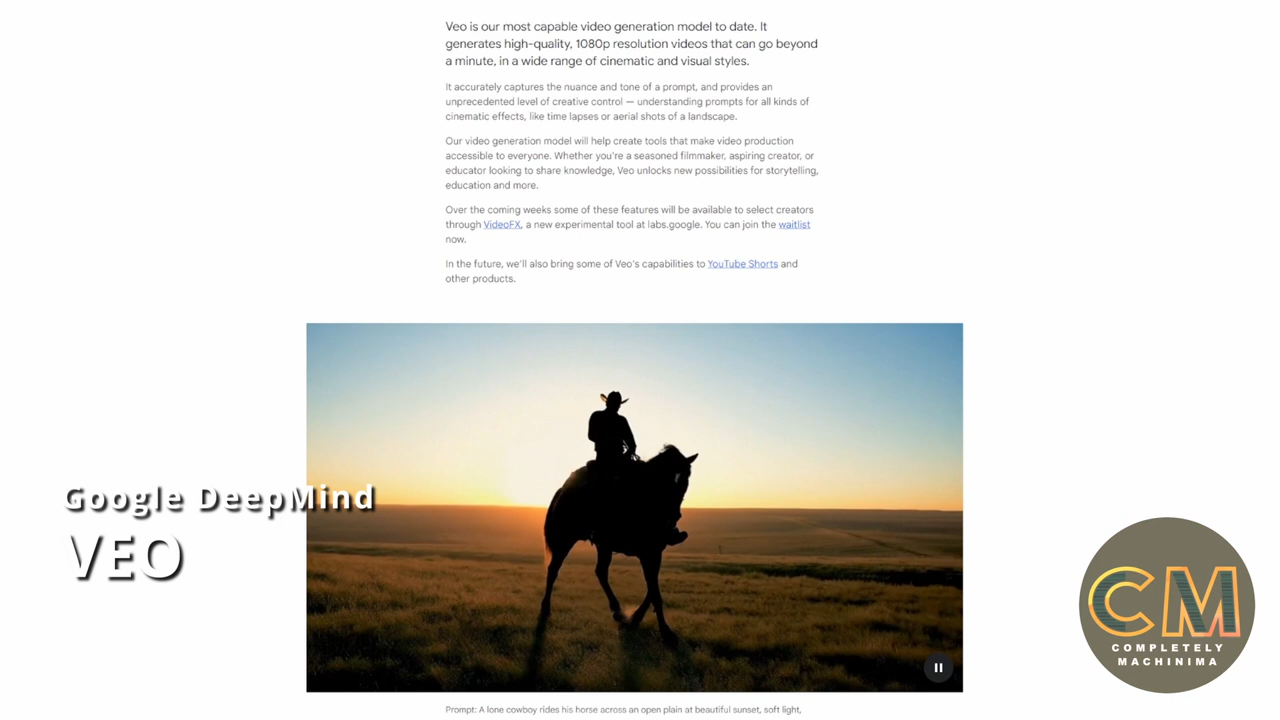 Veo is our most capable video generation model to date. It
generates high-quality, 1080p resolution videos that can go beyond
a minute, in a wide range of cinematic and visual styles.
It accurately captures the nuance and tone of a prompt, and provides an
unprecedented level of creative control — understanding prompts for all kinds of
cinematic effects, like time lapses or aerial shots of a landscape.
Our video generation model will help create tools that make video production
accessible to everyone. Whether you're a seasoned filmmaker, aspiring creator, or
educator looking to share knowledge, Veo unlocks new possibilities for storytelling,
education and more.
Over the coming weeks some of these features will be available to select creators
through VideoFX, a new experimental tool at labs.google. You can join the waitlist
now.
In the future, we'll also bring some of Veo's capabilities to YouTube Shorts and
other products.
Google DeepMind
VEO
CM
COMPLETELY
MACHINIMA
Prompt: A lone cowboy rides his horse across an open plain at beautiful sunset, soft light,